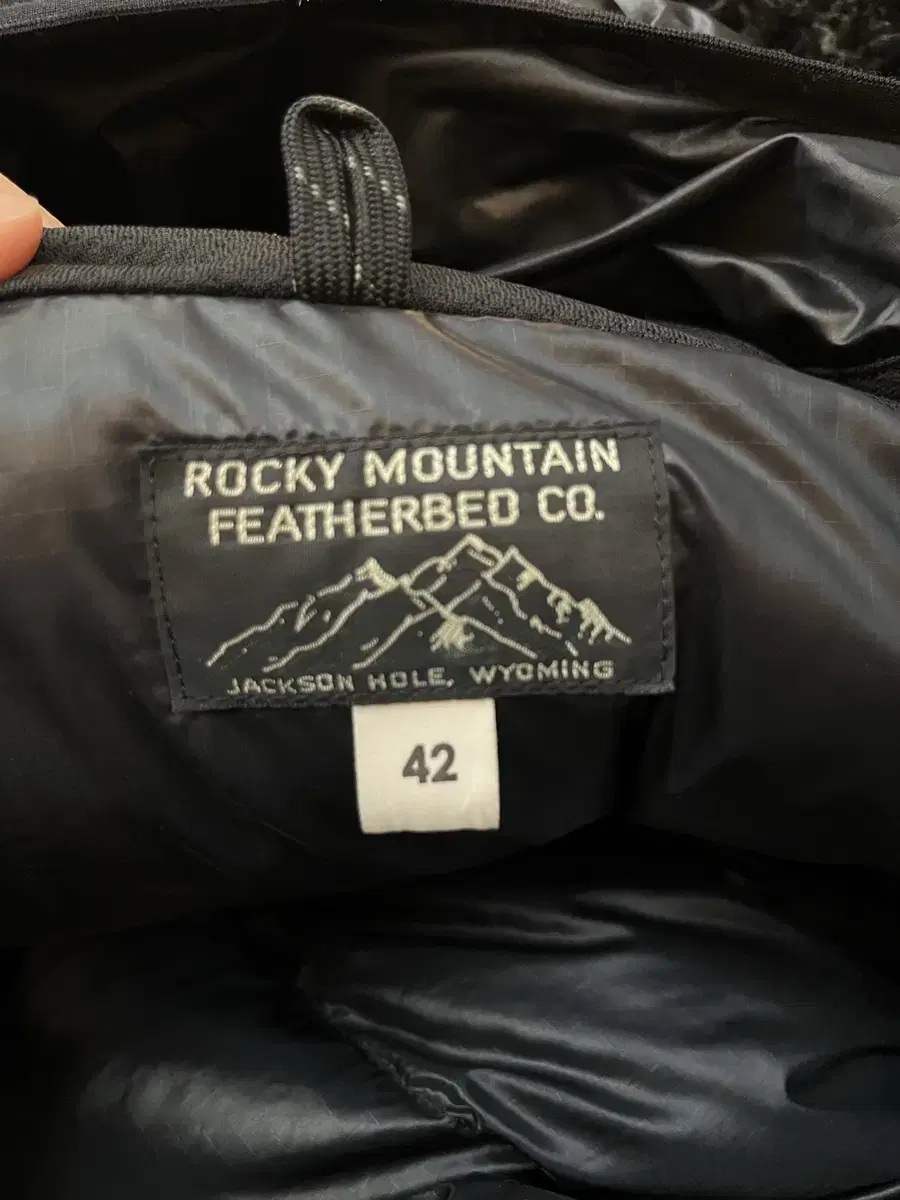 ROCKY MOUNTAIN
FEATHERBED CO.
JACKSON HOLE, WYOMING
42